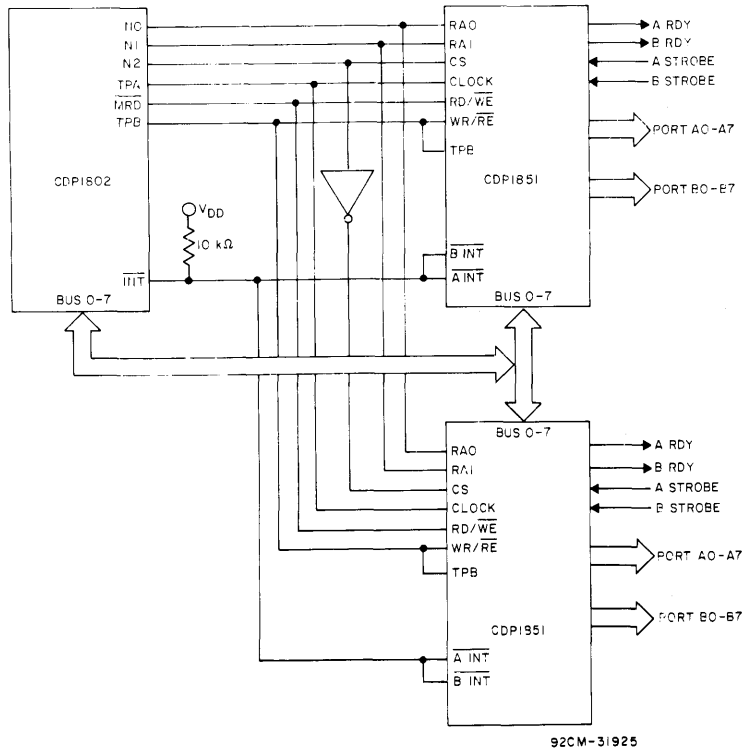 N0
N1
N2
TPA
MRD
TPB
CDP1802
VDD
10 kΩ
INT
BUS 0-7
RA0
RA1
CS
CLOCK
RD/WE
WR/RE
TPB
CDP1851
B INT
A INT
BUS 0-7
A RDY
B RDY
A STROBE
B STROBE
PORT A0-A7
PORT B0-B7
BUS 0-7
RA0
RA1
CS
CLOCK
RD/WE
WR/RE
TPB
CDP1851
A INT
B INT
A RDY
B RDY
A STROBE
B STROBE
PORT A0-A7
PORT B0-B7
92CM-31925